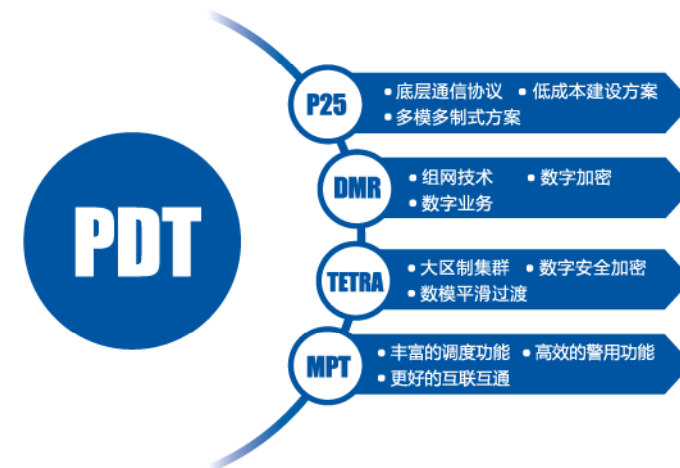 PDT
P25
• 底层通信协议 • 低成本建设方案
• 多模多制式方案
DMR
• 组网技术 • 数字加密
• 数字业务
TETRA
• 大区制集群 • 数字安全加密
• 数模平滑过渡
MPT
• 丰富的调度功能 • 高效的警用功能
• 更好的互联互通